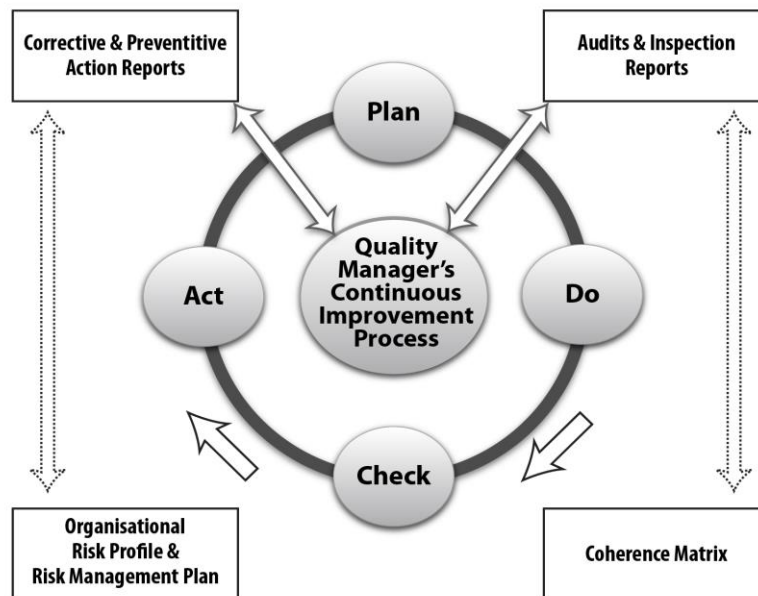 Corrective & Preventitive
Action Reports
Audits & Inspection
Reports
Plan
Quality
Manager's
Continuous
Improvement
Process
Act
Do
Check
Organisational
Risk Profile &
Risk Management Plan
Coherence Matrix